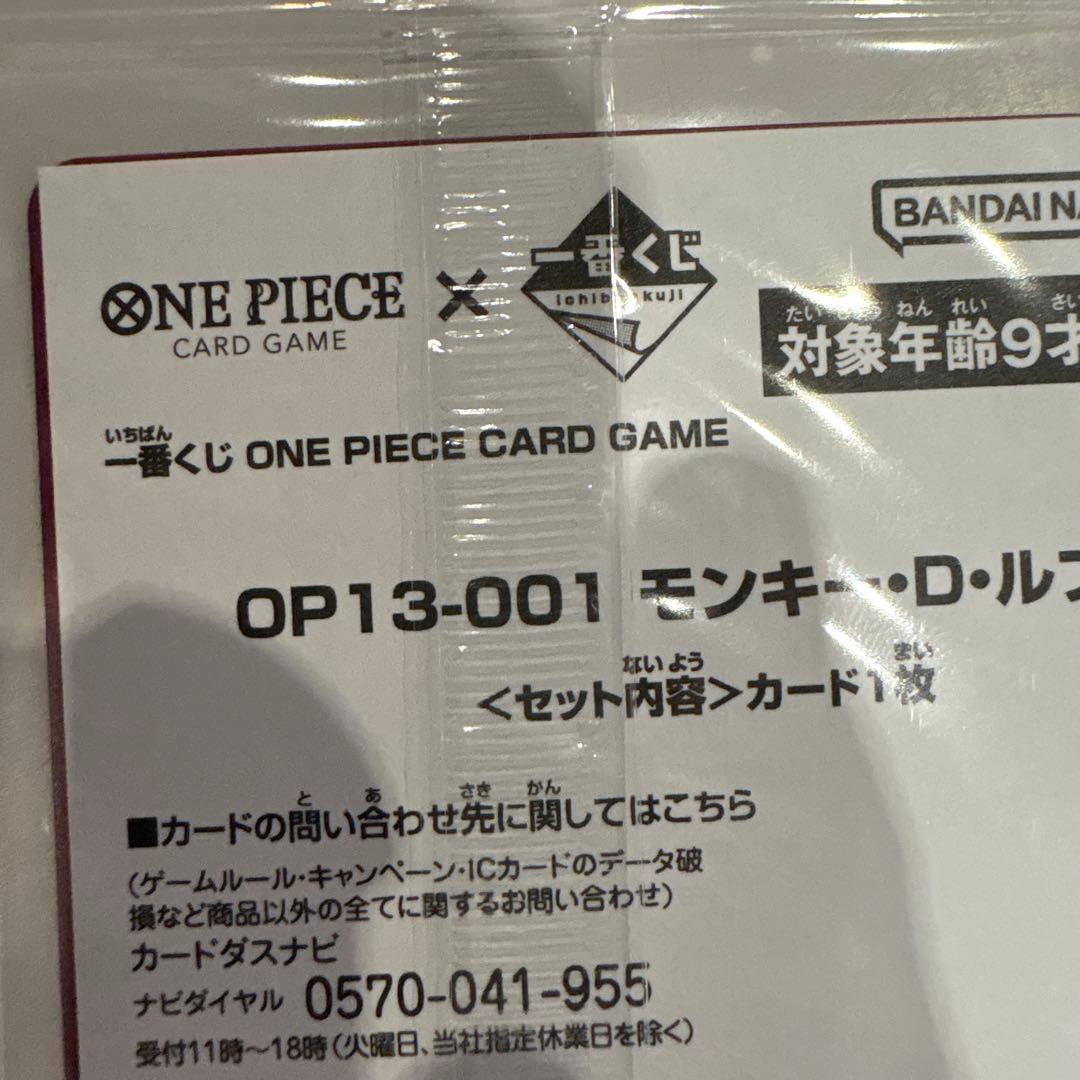 ONE PIECE
CARD GAME
×
一番くじ
BANDAI
たい ねん れい さい
対象年齢9才
いちばん
一番くじ ONE PIECE CARD GAME
OP13-001 モンキー・D・ル
ない よう まい
<セット内容>カード1枚
と あ さき かん
■カードの問い合わせ先に関してはこちら
(ゲームルール・キャンペーン・ICカードのデータ破
損など商品以外の全てに関するお問い合わせ)
カードダスナビ
ナビダイヤル 0570-041-955
受付11時〜18時(火曜日、当社指定休業日を除く)